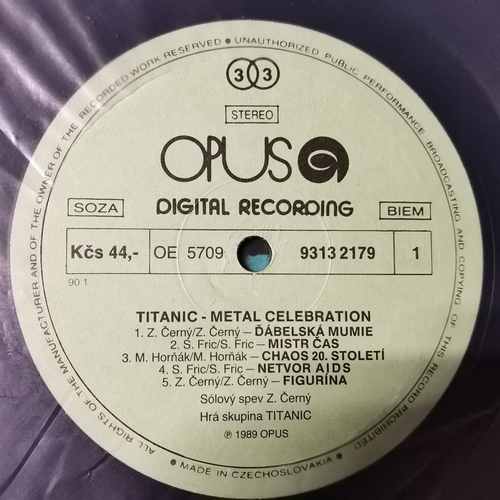 ALL RIGHTS OF THE MANUFACTURER AND OF THE OWNER OF THE RECORDED WORK RESERVED • UNAUTHORIZED PUBLIC PERFORMANCE BROADCASTING AND COPYING OF THIS RECORD PROHIBITED
33
STEREO
OPUS
SOZA DIGITAL RECORDING BIEM
Kčs 44,- OE 5709 9313 2179 1
90 1
TITANIC - METAL CELEBRATION
1. Z. Černý/Z. Černý - ĎÁBELSKÁ MUMIE
2. S. Fric/S. Fric - MISTR ČAS
3. M. Horňák/M. Horňák - CHAOS 20. STOLETÍ
4. S. Fric/S. Fric - NETVOR AIDS
5. Z. Černý/Z. Černý - FIGURÍNA
Sólový spev Z. Černý
Hrá skupina TITANIC
℗ 1989 OPUS
• MADE IN CZECHOSLOVAKIA •